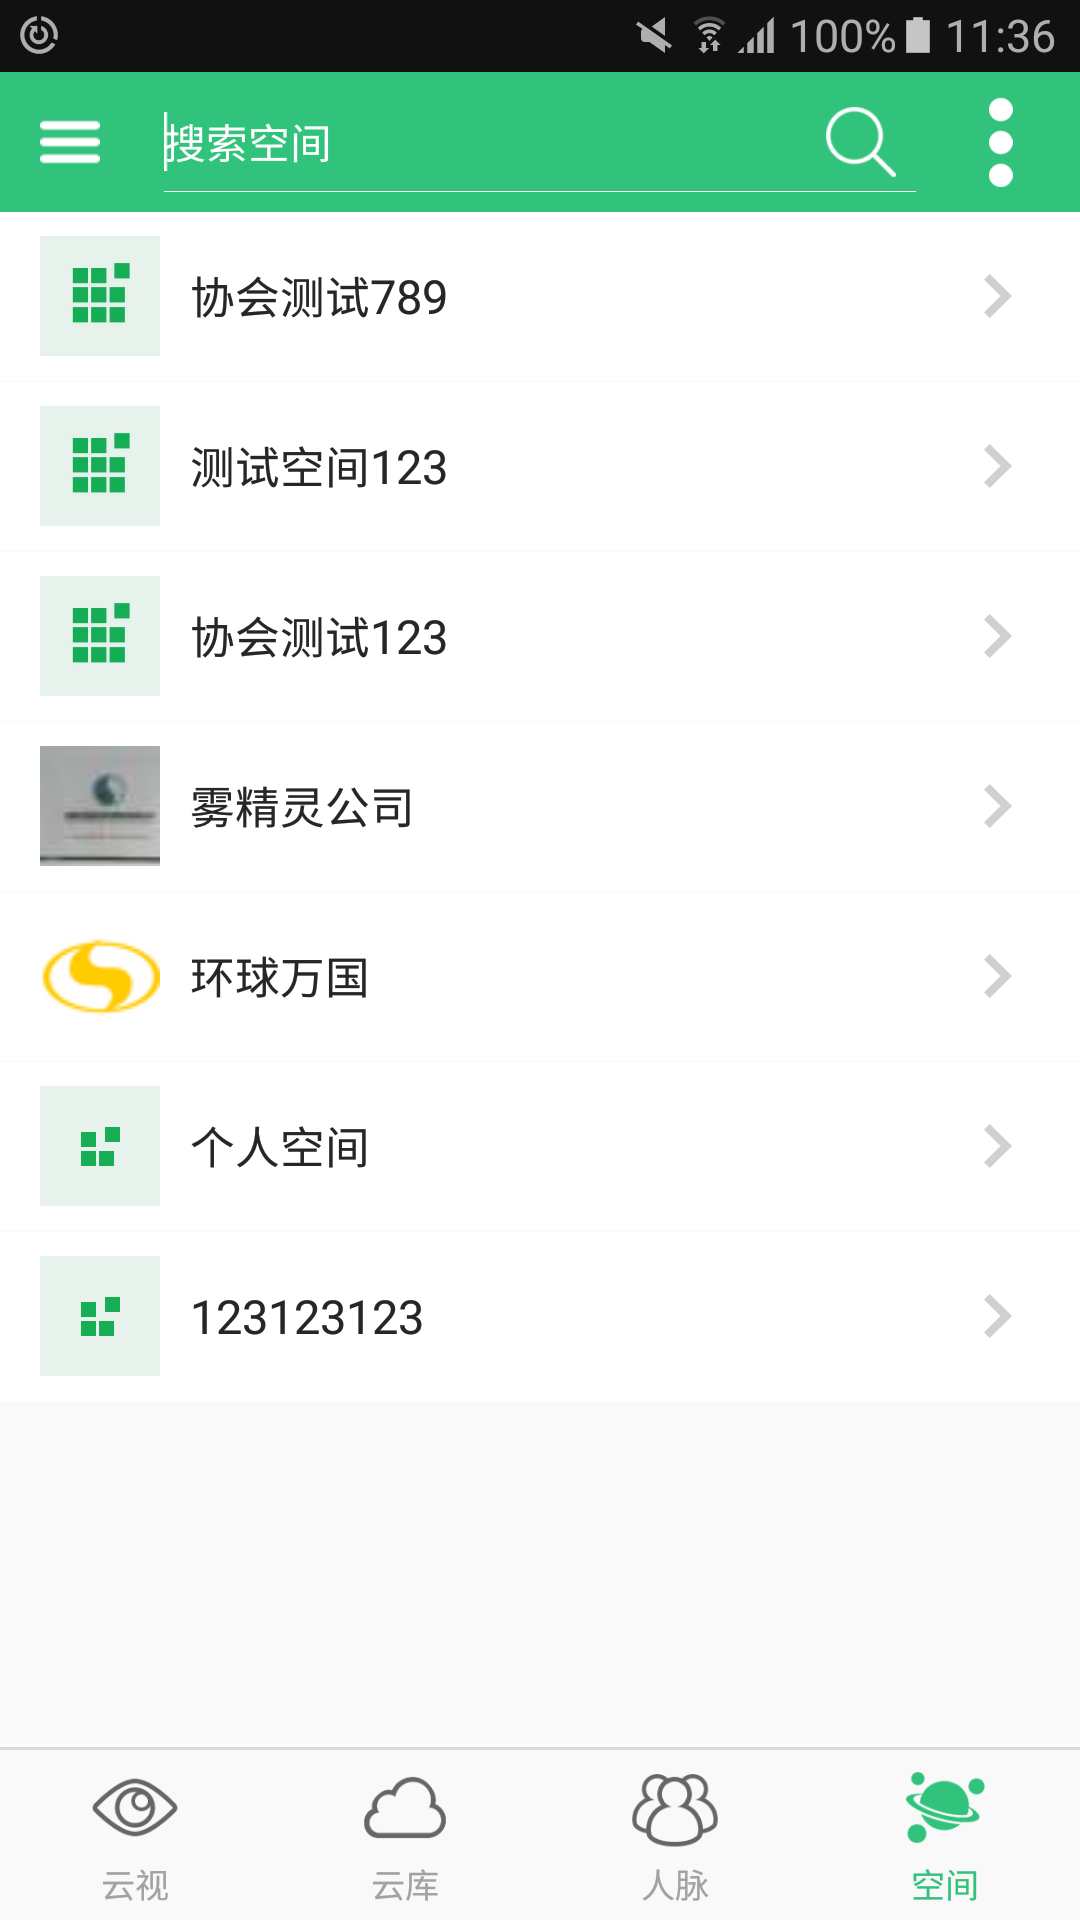 100% 11:36
搜索空间
协会测试789
测试空间123
协会测试123
雾精灵公司
环球万国
个人空间
123123123
云视 云库 人脉 空间